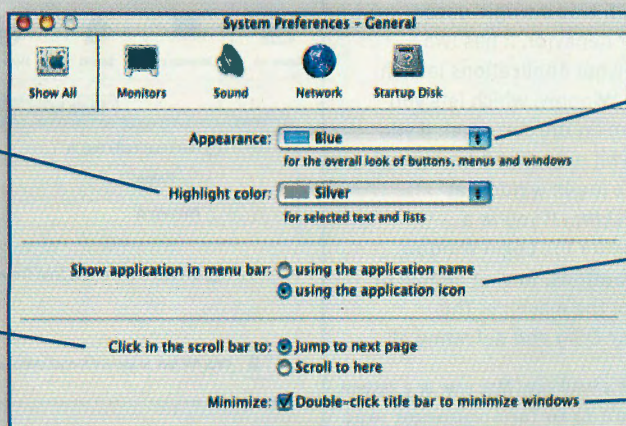 System Preferences – General
Show All Monitors Sound Network Startup Disk
Appearance: Blue
for the overall look of buttons, menus and windows
Highlight color: Silver
for selected text and lists
Show application in menu bar: using the application name
using the application icon
Click in the scroll bar to: Jump to next page
Scroll to here
Minimize: Double-click title bar to minimize windows